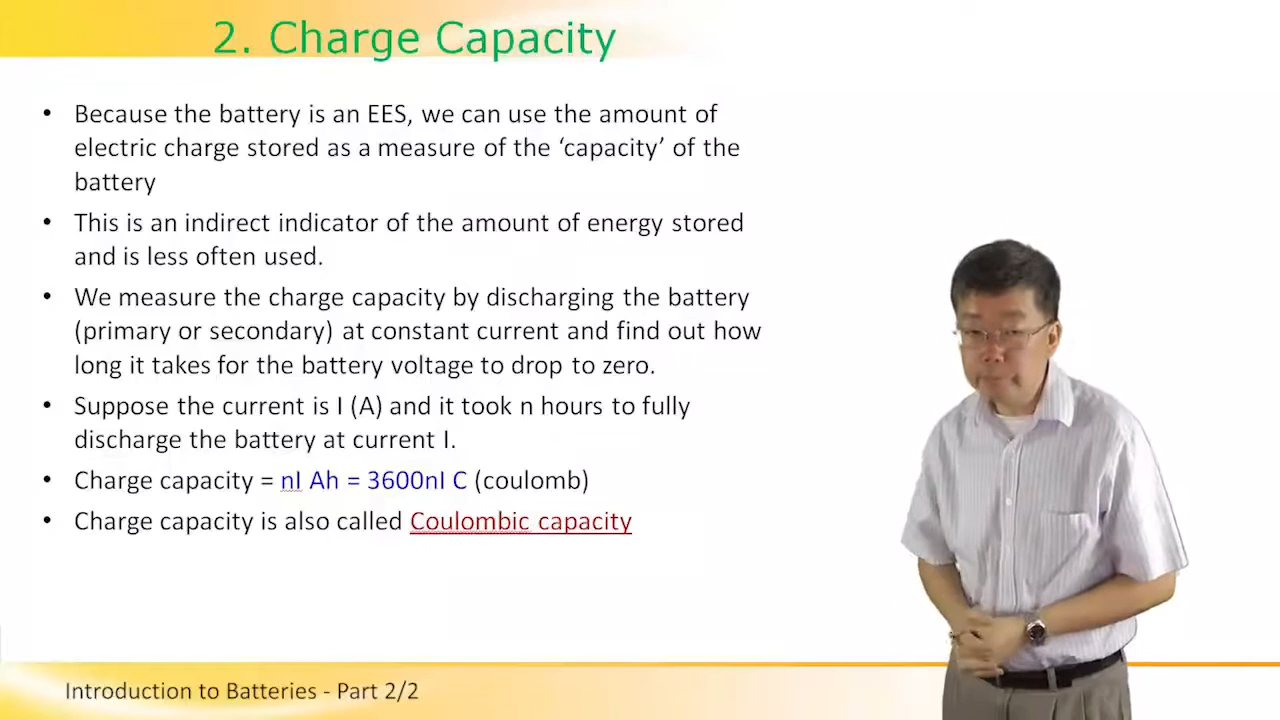 2. Charge Capacity
• Because the battery is an EES, we can use the amount of
electric charge stored as a measure of the ‘capacity’ of the
battery
• This is an indirect indicator of the amount of energy stored
and is less often used.
• We measure the charge capacity by discharging the battery
(primary or secondary) at constant current and find out how
long it takes for the battery voltage to drop to zero.
• Suppose the current is I (A) and it took n hours to fully
discharge the battery at current I.
• Charge capacity = nI Ah = 3600nI C (coulomb)
• Charge capacity is also called Coulombic capacity
Introduction to Batteries - Part 2/2